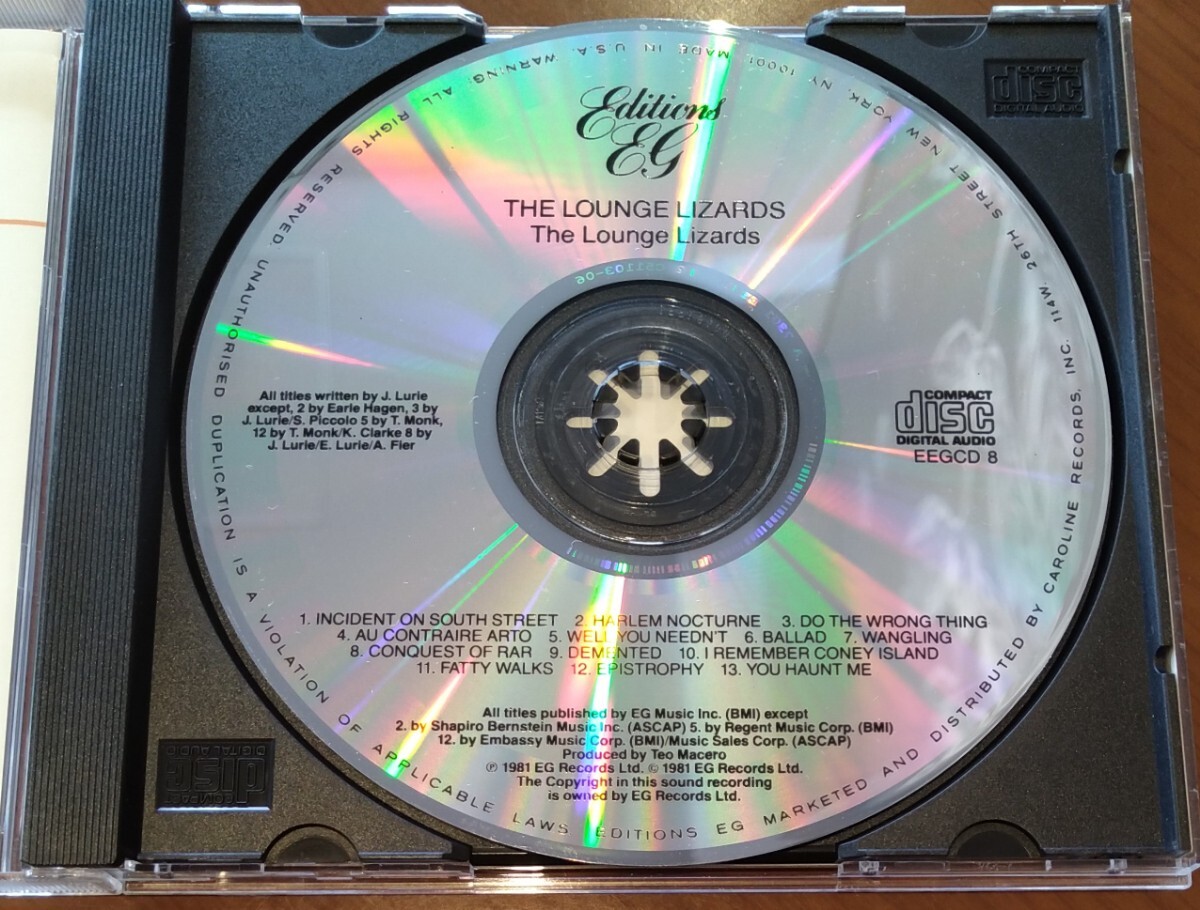 Editions
EG
THE LOUNGE LIZARDS
The Lounge Lizards
All titles written by J. Lurie
except, 2 by Earle Hagen, 3 by
J. Lurie/S. Piccolo 5 by T. Monk,
12 by T. Monk/K. Clarke 8 by
J. Lurie/E. Lurie/A. Fier
COMPACT
disc
DIGITAL AUDIO
EEGCD 8
1. INCIDENT ON SOUTH STREET 2. HARLEM NOCTURNE 3. DO THE WRONG THING
4. AU CONTRAIRE ARTO 5. WELL YOU NEEDN'T 6. BALLAD 7. WANGLING
8. CONQUEST OF RAR 9. DEMENTED 10. I REMEMBER CONEY ISLAND
11. FATTY WALKS 12. EPISTROPHY 13. YOU HAUNT ME
All titles published by EG Music Inc. (BMI) except
2. by Shapiro Bernstein Music Inc. (ASCAP) 5. by Regent Music Corp. (BMI)
12. by Embassy Music Corp. (BMI)/Music Sales Corp. (ASCAP)
Produced by Teo Macero
℗ 1981 EG Records Ltd. © 1981 EG Records Ltd.
The Copyright in this sound recording
is owned by EG Records Ltd.
EDITIONS EG MARKETED AND DISTRIBUTED BY CAROLINE RECORDS, INC. 114W 26TH STREET NEW YORK, NY 10001. MADE IN U.S.A. WARNING: ALL RIGHTS RESERVED. UNAUTHORISED DUPLICATION IS A VIOLATION OF APPLICABLE LAWS
COMPACT
disc
DIGITAL AUDIO
COMPACT
disc
DIGITAL AUDIO